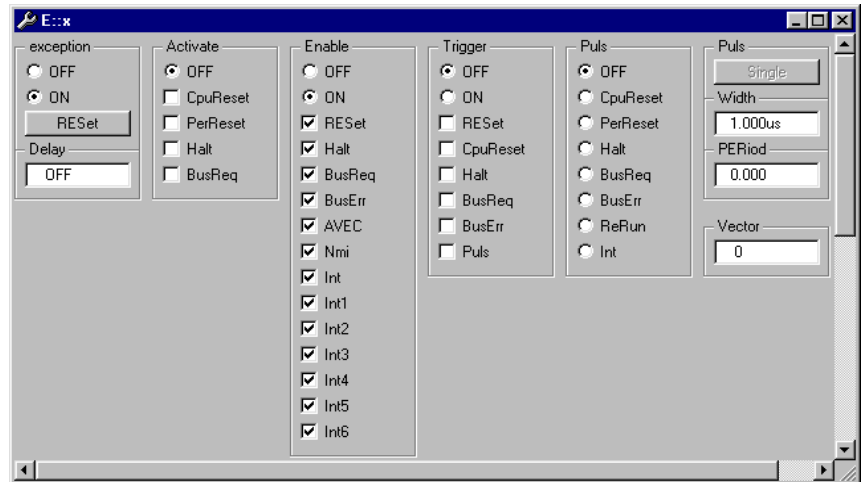 E::x
exception
OFF
ON
RESet
Delay
OFF
Activate
OFF
CpuReset
PerReset
Halt
BusReq
Enable
OFF
ON
RESet
Halt
BusReq
BusErr
AVEC
Nmi
Int
Int1
Int2
Int3
Int4
Int5
Int6
Trigger
OFF
ON
RESet
CpuReset
Halt
BusReq
BusErr
Puls
Puls
OFF
CpuReset
PerReset
Halt
BusReq
BusErr
ReRun
Int
Puls
Single
Width
1.000us
PERiod
0.000
Vector
0